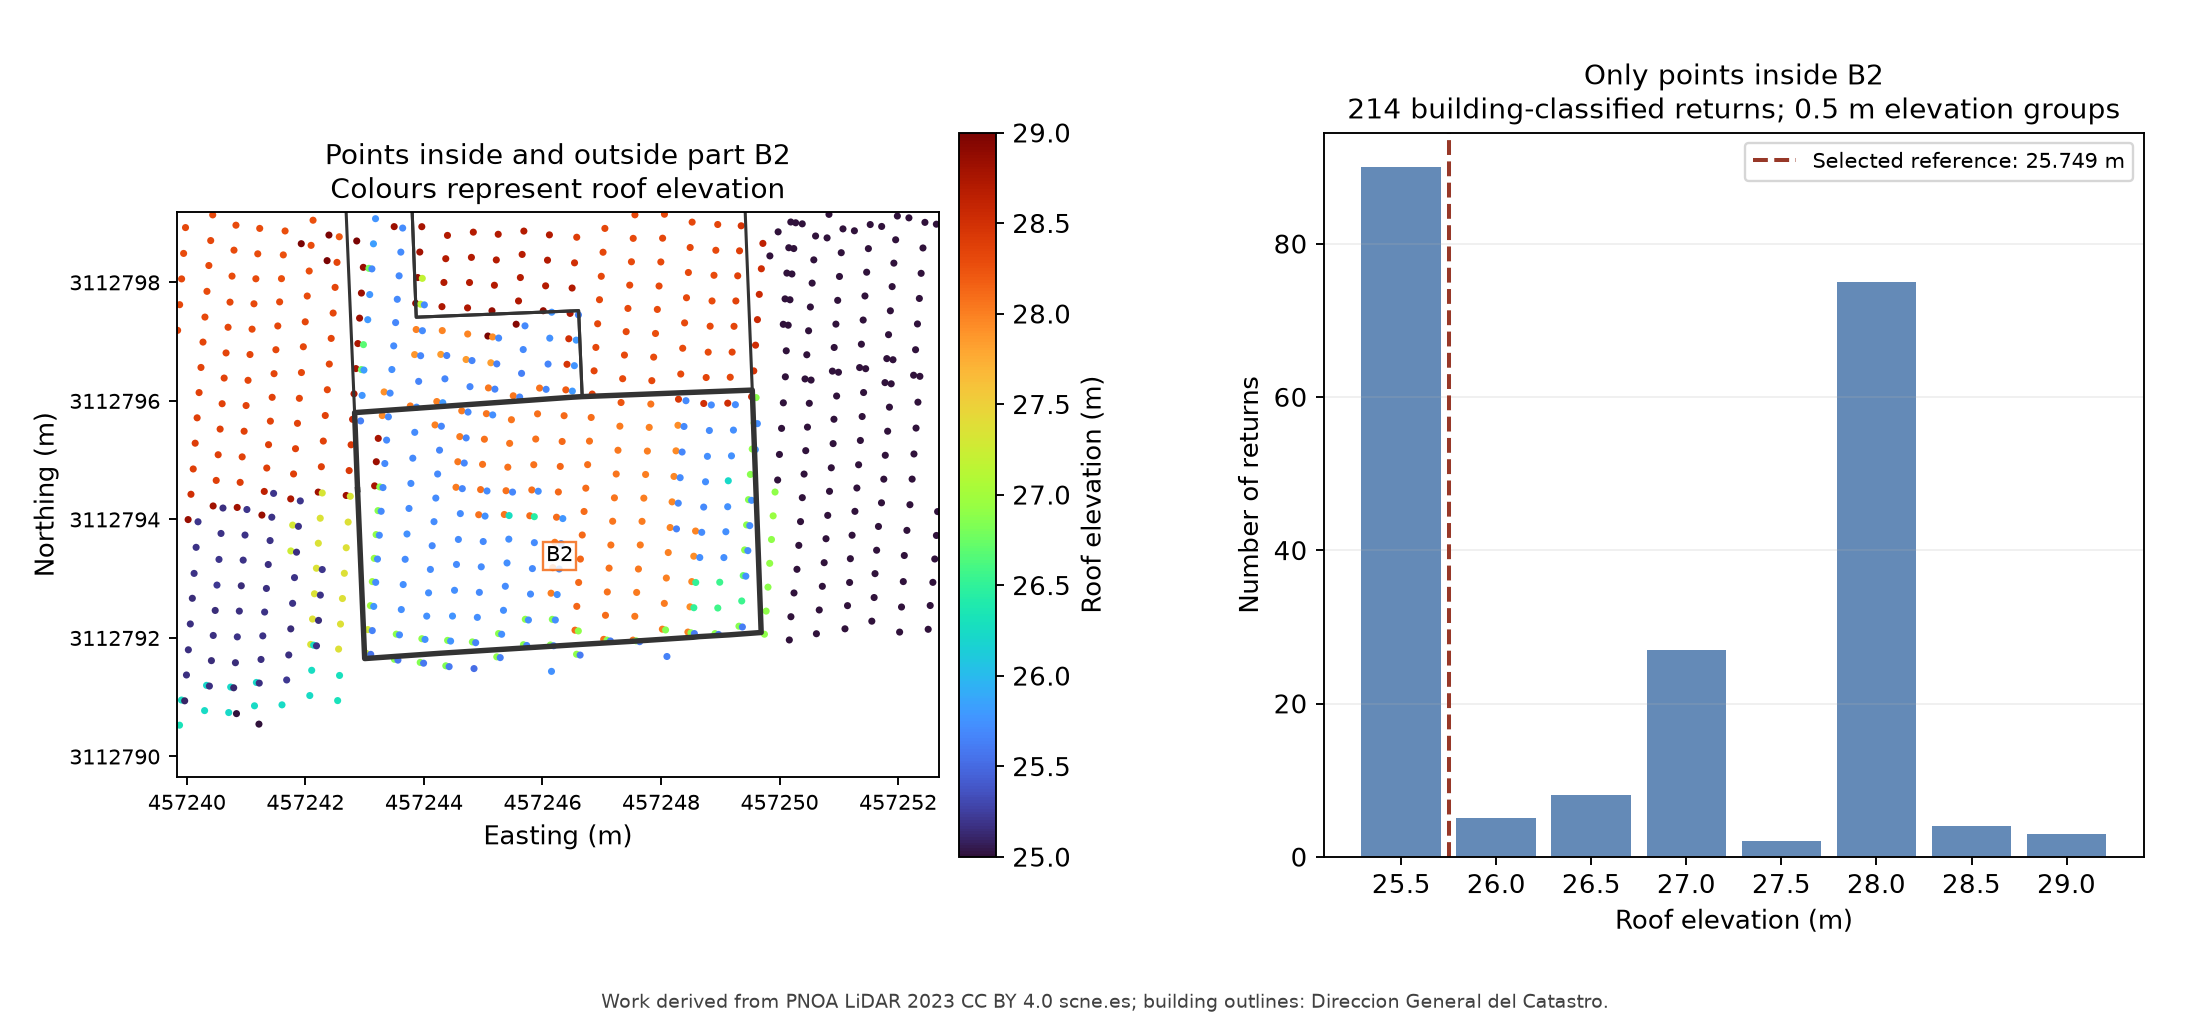 Points inside and outside part B2
Colours represent roof elevation
3112798
3112796
3112794
3112792
3112790
Northing (m)
457240 457242 457244 457246 457248 457250 457252
Easting (m)
B2
29.0
28.5
28.0
27.5
27.0
26.5
26.0
25.5
25.0
Roof elevation (m)
Only points inside B2
214 building-classified returns; 0.5 m elevation groups
Selected reference: 25.749 m
80
60
40
20
0
Number of returns
25.5 26.0 26.5 27.0 27.5 28.0 28.5 29.0
Roof elevation (m)
Work derived from PNOA LiDAR 2023 CC BY 4.0 scne.es; building outlines: Direccion General del Catastro.